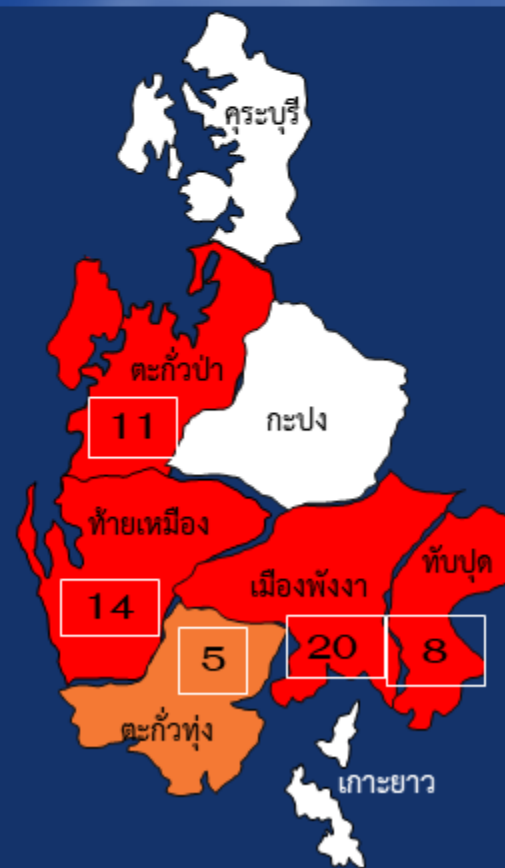 คุระบุรี
ตะกั่วป่า
11
กะปง
ท้ายเหมือง
14
เมืองพังงา
20
ทับปุด
8
5
ตะกั่วทุ่ง
เกาะยาว